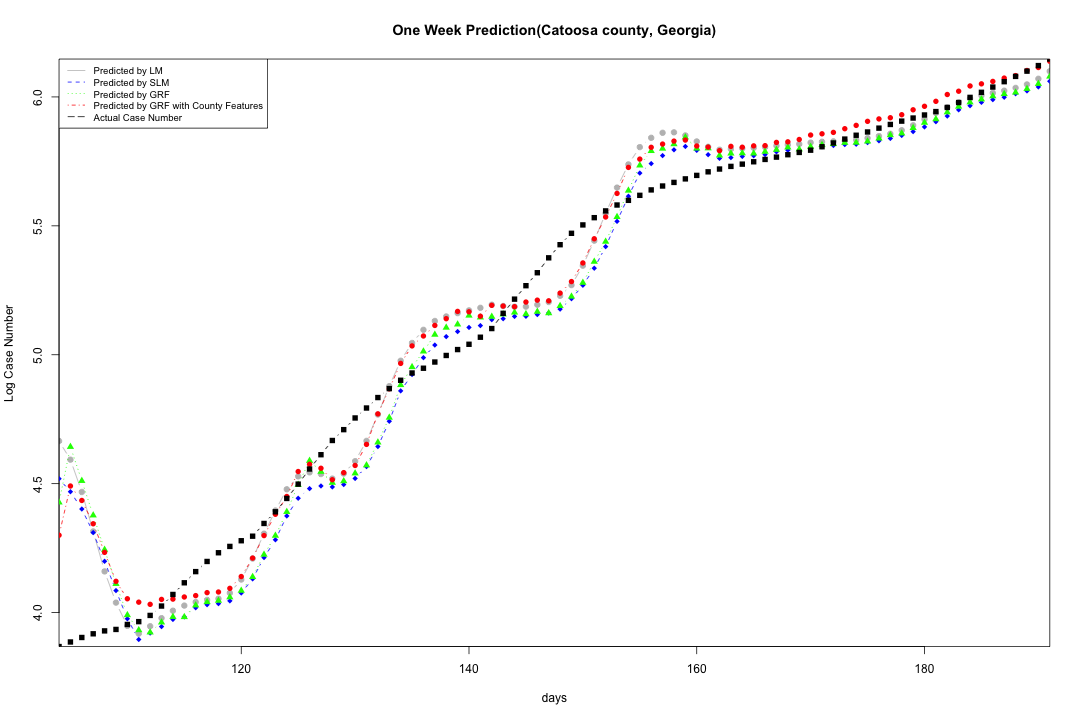 One Week Prediction(Catoosa county, Georgia)
Predicted by LM
Predicted by SLM
Predicted by GRF
Predicted by GRF with County Features
Actual Case Number
6.0
5.5
5.0
4.5
4.0
Log Case Number
120 140 160 180
days